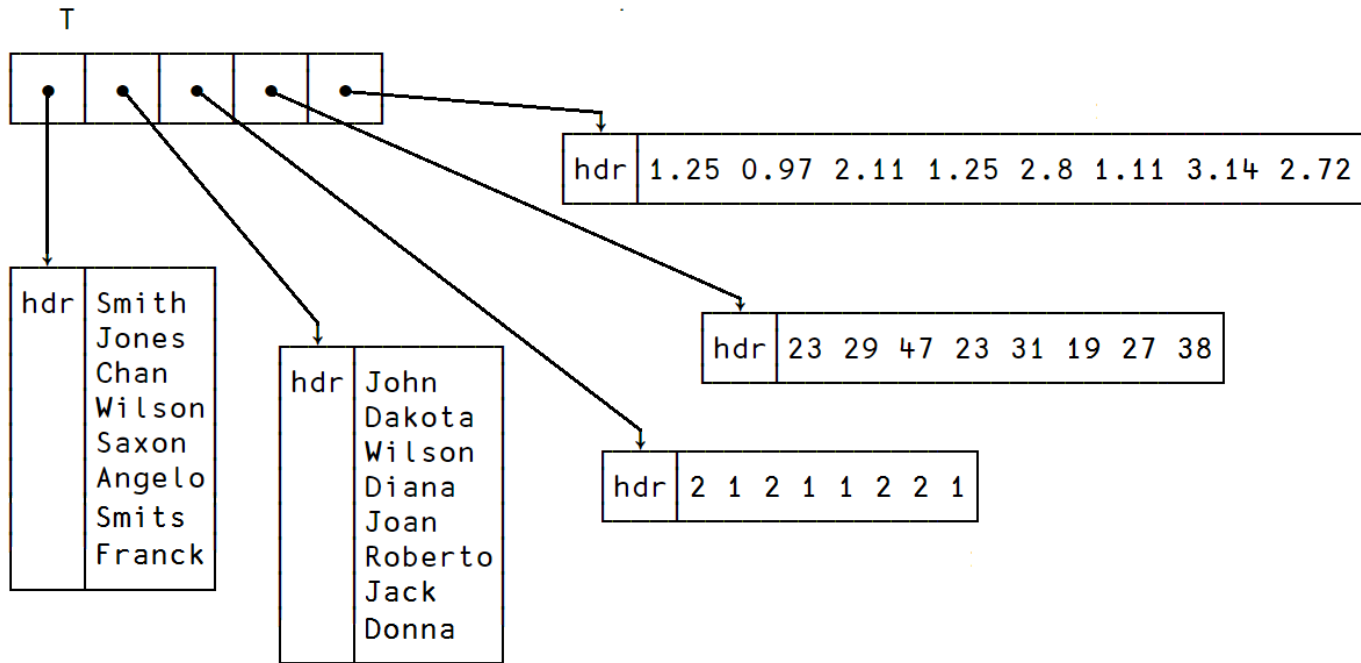 T
hdr 1.25 0.97 2.11 1.25 2.8 1.11 3.14 2.72
hdr Smith
Jones
Chan
Wilson
Saxon
Angelo
Smits
Franck
hdr John
Dakota
Wilson
Diana
Joan
Roberto
Jack
Donna
hdr 23 29 47 23 31 19 27 38
hdr 2 1 2 1 1 2 2 1